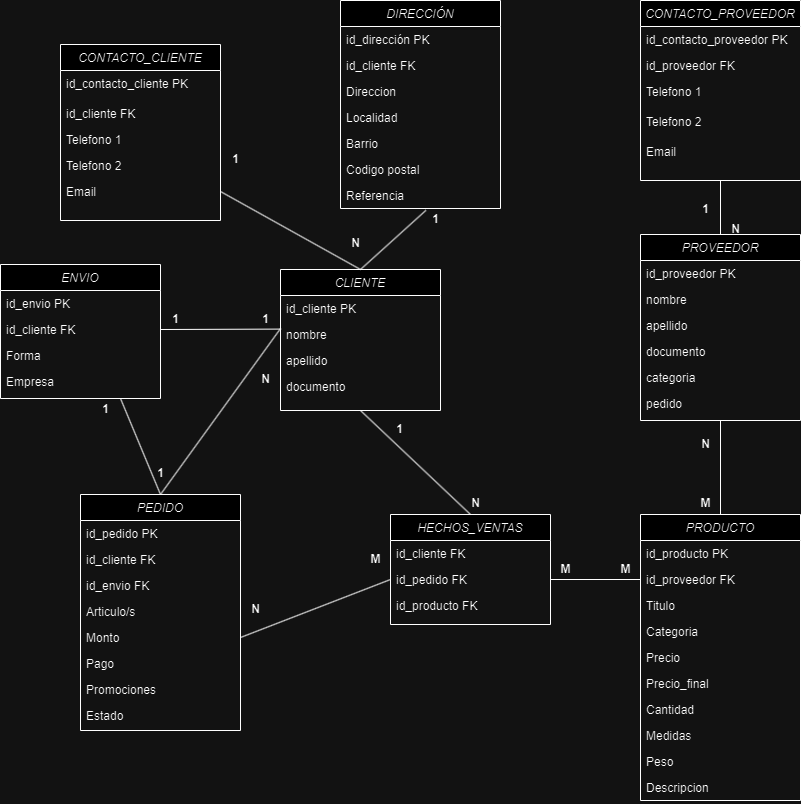 DIRECCIÓN
id_dirección PK
id_cliente FK
Direccion
Localidad
Barrio
Codigo postal
Referencia
CONTACTO_PROVEEDOR
id_contacto_proveedor PK
id_proveedor FK
Telefono 1
Telefono 2
Email
CONTACTO_CLIENTE
id_contacto_cliente PK
id_cliente FK
Telefono 1
Telefono 2
Email
1
1
N
1
N
ENVIO
id_envio PK
id_cliente FK
Forma
Empresa
1
1
N
1
1
CLIENTE
id_cliente PK
nombre
apellido
documento
1
N
PROVEEDOR
id_proveedor PK
nombre
apellido
documento
categoria
pedido
N
M
PEDIDO
id_pedido PK
id_cliente FK
id_envio FK
Articulo/s
Monto
Pago
Promociones
Estado
N
M
HECHOS_VENTAS
id_cliente FK
id_pedido FK
id_producto FK
M
M
PRODUCTO
id_producto PK
id_proveedor FK
Titulo
Categoria
Precio
Precio_final
Cantidad
Medidas
Peso
Descripcion